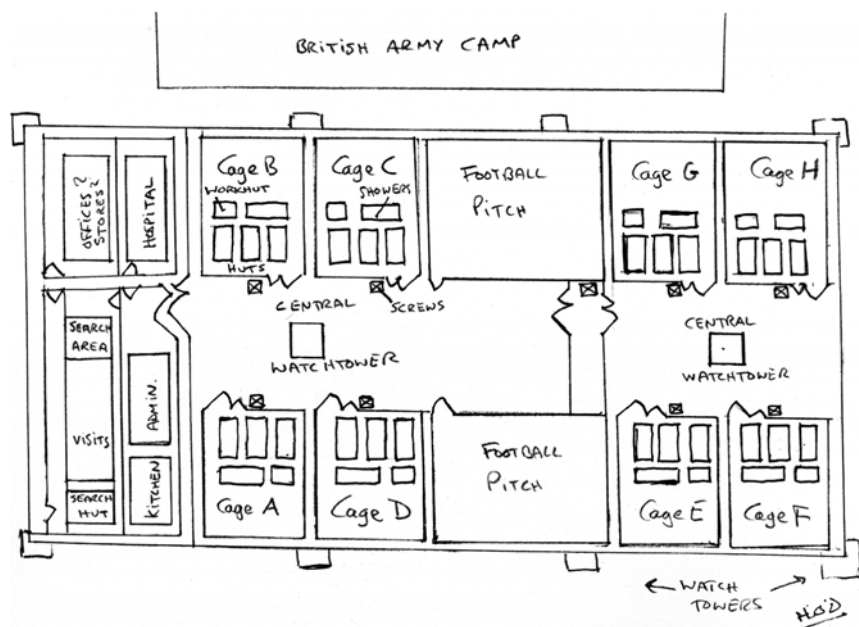 BRITISH ARMY CAMP
Cage B
WORKHUT
HUTS
Cage C
SHOWERS
FOOTBALL
PITCH
Cage G
Cage H
OFFICES?
STORES?
HOSPITAL
SCREWS
CENTRAL
WATCHTOWER
CENTRAL
WATCHTOWER
SEARCH
AREA
VISITS
SEARCH
HUT
ADMIN.
KITCHEN
Cage A
Cage D
FOOTBALL
PITCH
Cage E
Cage F
WATCH
TOWERS